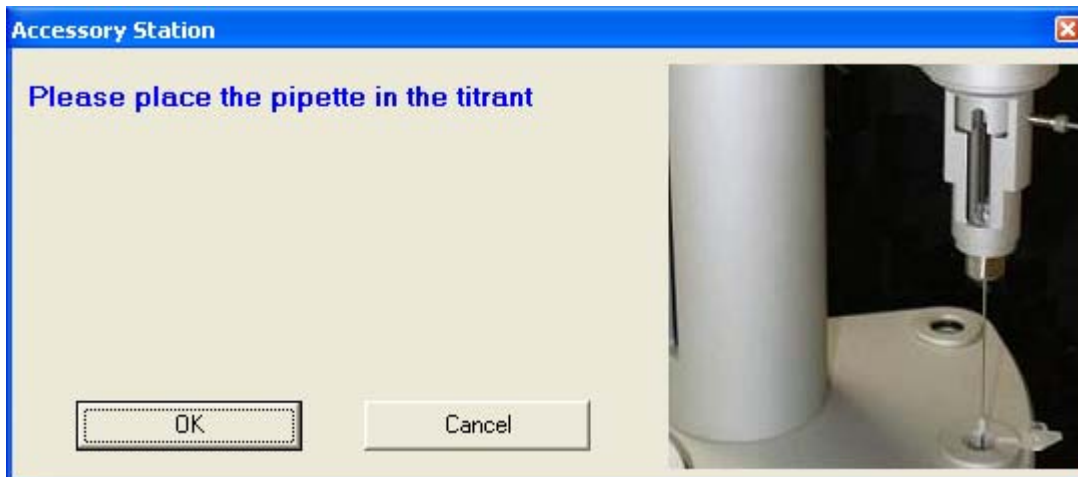 Accessory Station
Please place the pipette in the titrant
OK
Cancel